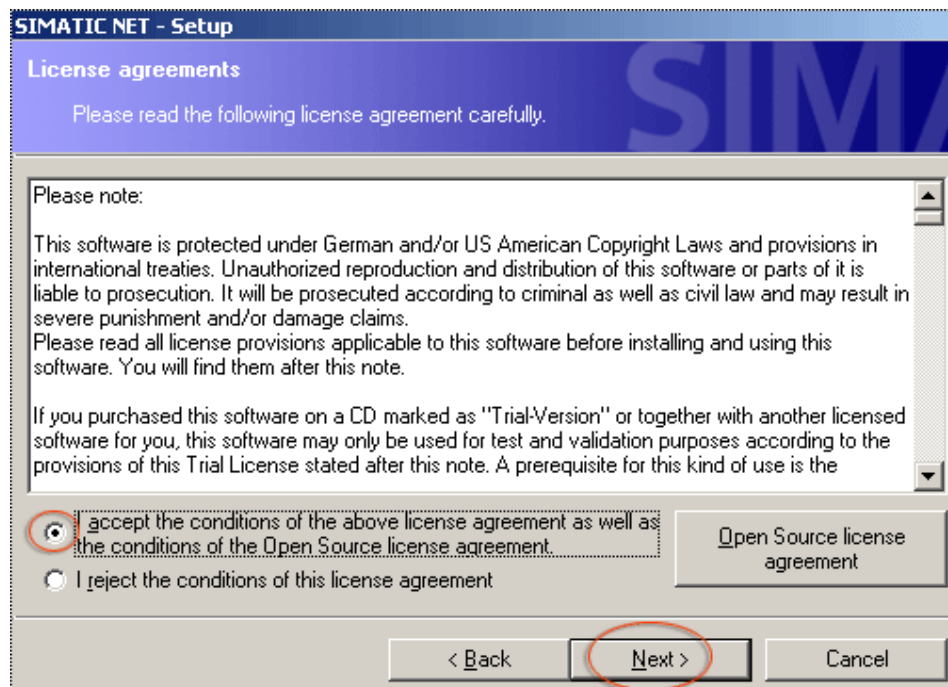 SIMATIC NET - Setup
License agreements
Please read the following license agreement carefully.
SIMA
Please note:
This software is protected under German and/or US American Copyright Laws and provisions in
international treaties. Unauthorized reproduction and distribution of this software or parts of it is
liable to prosecution. It will be prosecuted according to criminal as well as civil law and may result in
severe punishment and/or damage claims.
Please read all license provisions applicable to this software before installing and using this
software. You will find them after this note.
If you purchased this software on a CD marked as "Trial-Version" or together with another licensed
software for you, this software may only be used for test and validation purposes according to the
provisions of this Trial License stated after this note. A prerequisite for this kind of use is the
I accept the conditions of the above license agreement as well as
the conditions of the Open Source license agreement.
Open Source license
agreement
I reject the conditions of this license agreement
< Back
Next >
Cancel